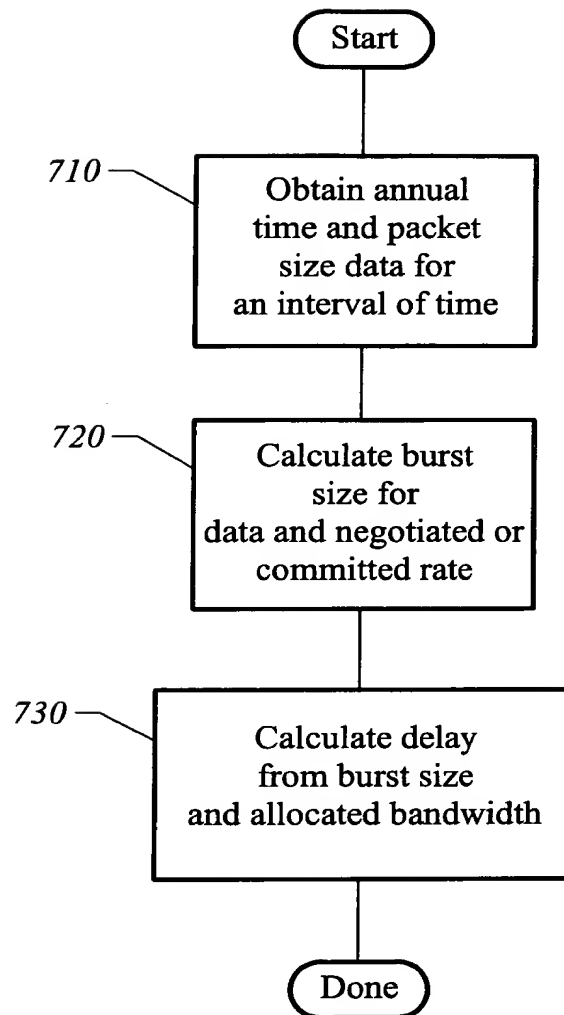 Start
710
Obtain annual
time and packet
size data for
an interval of time
720
Calculate burst
size for
data and negotiated or
committed rate
730
Calculate delay
from burst size
and allocated bandwidth
Done